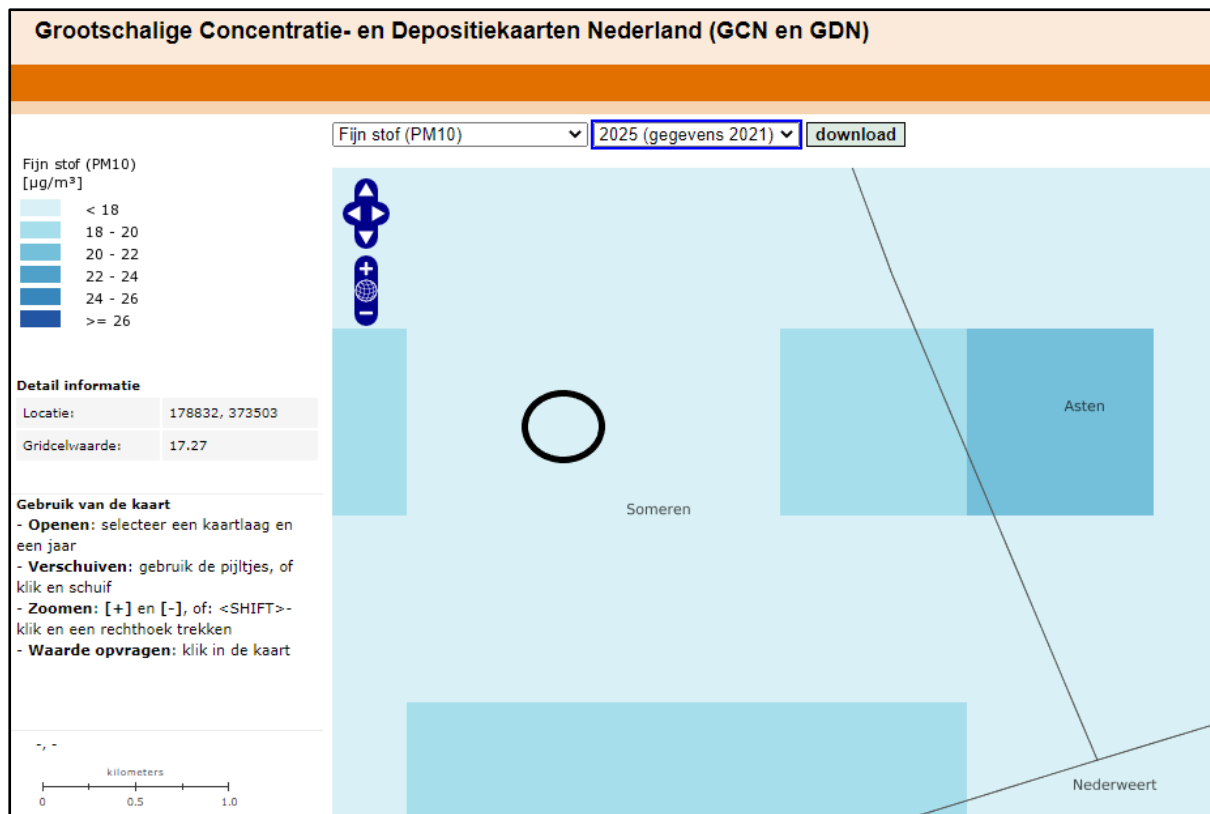 Grootschalige Concentratie- en Depositiekaarten Nederland (GCN en GDN)
Fijn stof (PM10) 2025 (gegevens 2021) download
Fijn stof (PM10)
[µg/m³]
< 18
18 - 20
20 - 22
22 - 24
24 - 26
>= 26
Detail informatie
Locatie: 178832, 373503
Gridcelwaarde: 17.27
Gebruik van de kaart
- Openen: selecteer een kaartlaag en
een jaar
- Verschuiven: gebruik de pijltjes, of
klik en schuif
- Zoomen: [+] en [-], of: <SHIFT>-
klik en een rechthoek trekken
- Waarde opvragen: klik in de kaart
-, -
kilometers
0 0.5 1.0
Asten
Someren
Nederweert